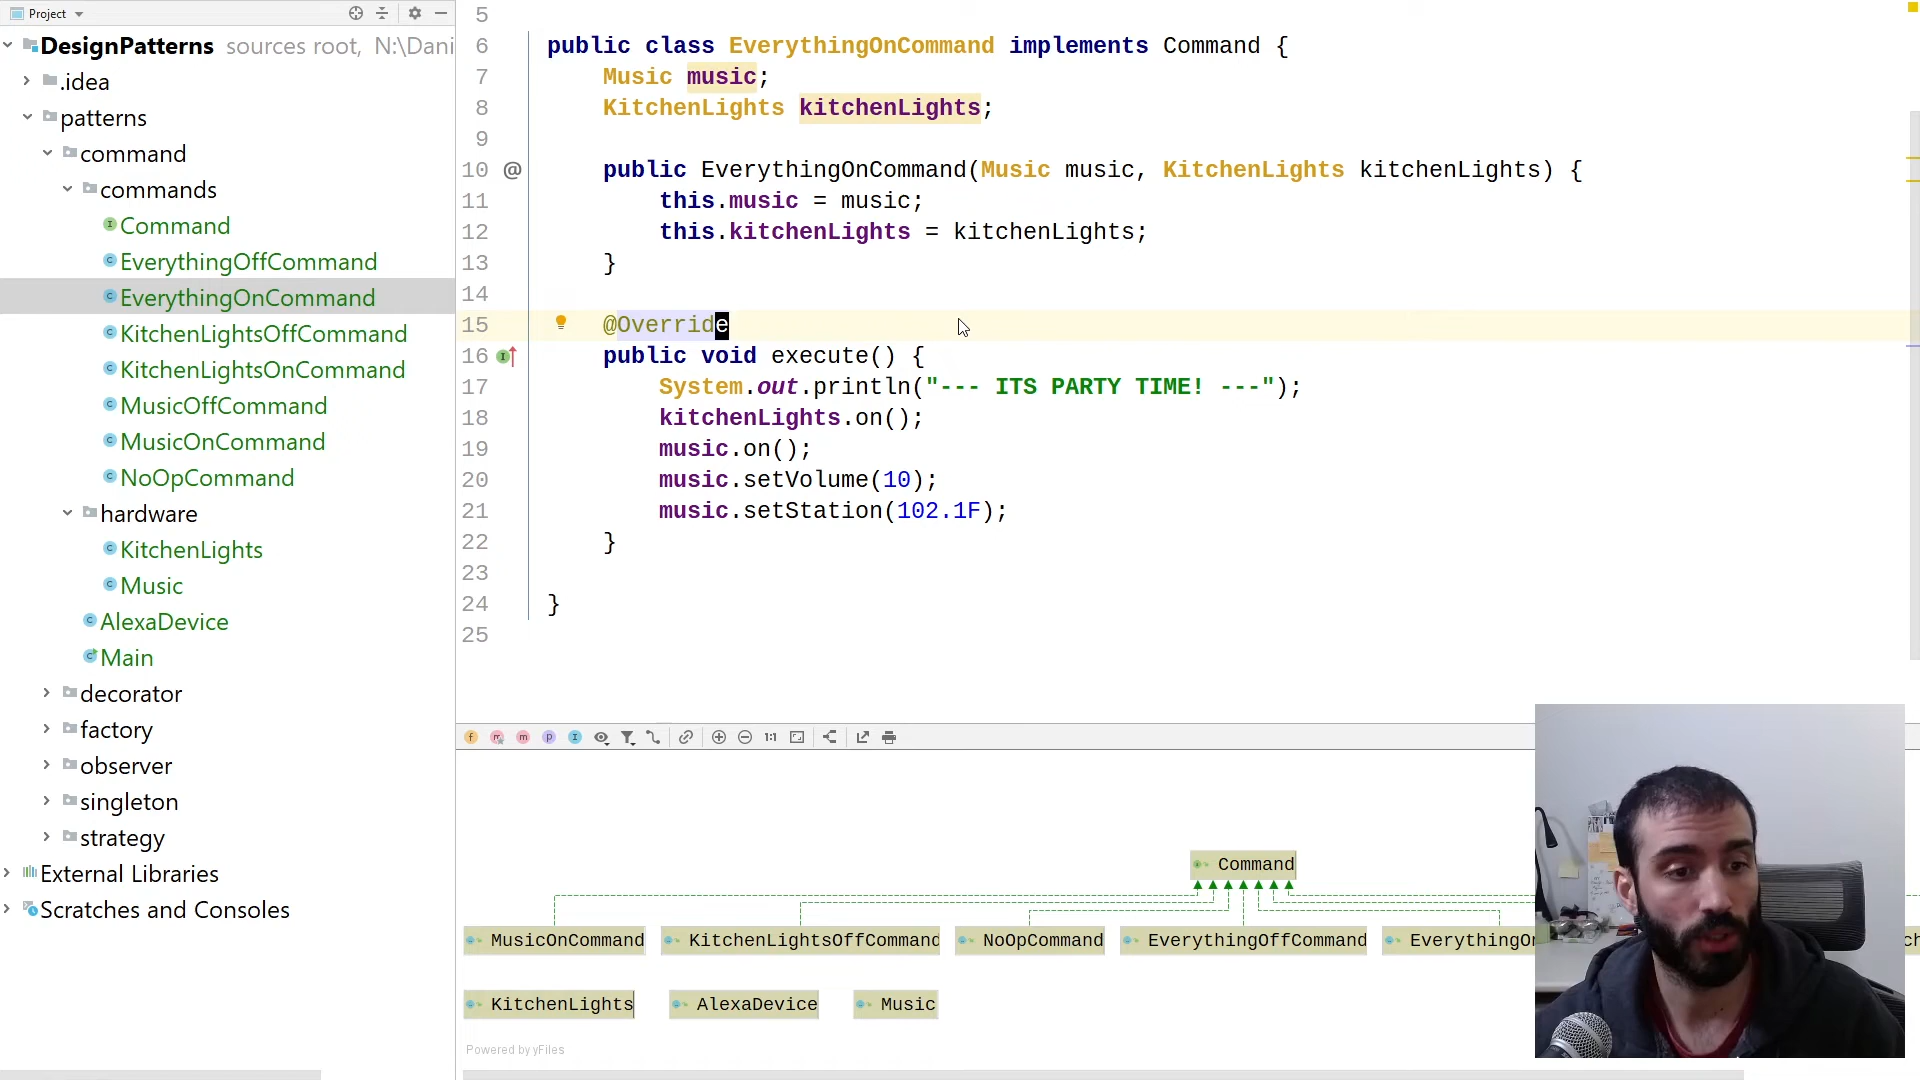 Project
DesignPatterns sources root, N:\Dani
.idea
patterns
command
commands
Command
EverythingOffCommand
EverythingOnCommand
KitchenLightsOffCommand
KitchenLightsOnCommand
MusicOffCommand
MusicOnCommand
NoOpCommand
hardware
KitchenLights
Music
AlexaDevice
Main
decorator
factory
observer
singleton
strategy
External Libraries
Scratches and Consoles
5
6 public class EverythingOnCommand implements Command {
7 Music music;
8 KitchenLights kitchenLights;
9
10 @ public EverythingOnCommand(Music music, KitchenLights kitchenLights) {
11 this.music = music;
12 this.kitchenLights = kitchenLights;
13 }
14
15 @Override
16 public void execute() {
17 System.out.println("--- ITS PARTY TIME! ---");
18 kitchenLights.on();
19 music.on();
20 music.setVolume(10);
21 music.setStation(102.1F);
22 }
23
24 }
25
f m m p I 1:1
Command
MusicOnCommand KitchenLightsOffCommand NoOpCommand EverythingOffCommand EverythingOn ch
KitchenLights AlexaDevice Music
Powered by yFiles